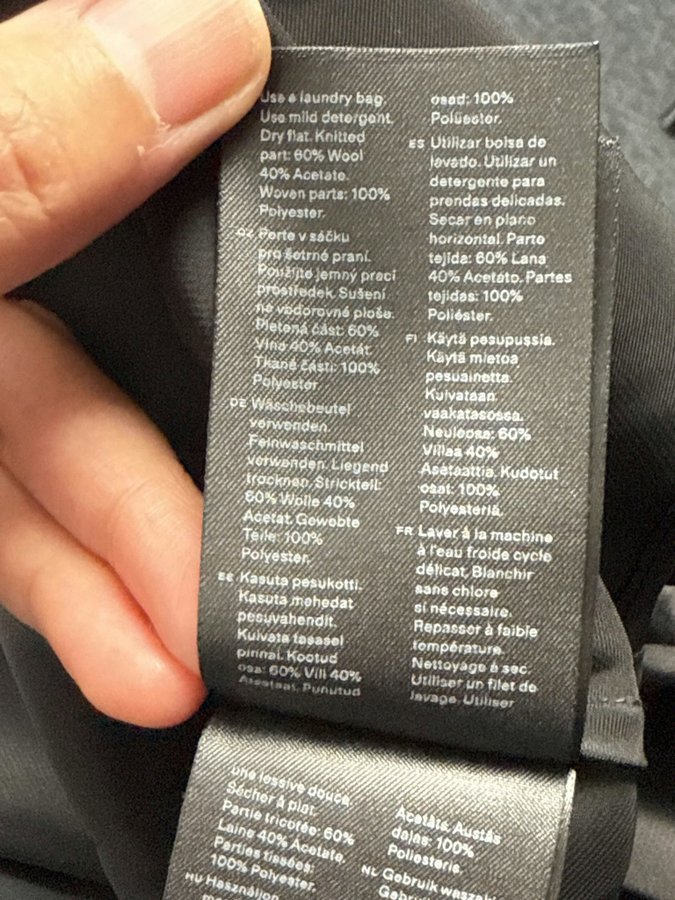 Use a laundry bag.
Use mild detergent.
Dry flat. Knitted
part: 60% Wool
40% Acetate.
Woven parts: 100%
Polyester.
CZ Perte v sáčku
pro šetrné praní.
Použijte jemný prací
prostředek. Sušení
na vodorovné ploše.
Pletená část: 60%
Vlna 40% Acetát.
Tkané části: 100%
Polyester
DE Wäschebeutel
verwenden.
Feinwaschmittel
verwenden. Liegend
trocknen. Strickteil:
60% Wolle 40%
Acetat. Gewebte
Teile: 100%
Polyester.
EE Kasuta pesukotti.
Kasuta mehedat
pesuvahendit.
Kuivata tasasel
pinnal. Kootud
osa: 60% Vill 40%
Atsetaat. Punutud
osad: 100%
Polüester.
ES Utilizar bolsa de
lavado. Utilizar un
detergente para
prendas delicadas.
Secar en plano
horizontal. Parte
tejida: 60% Lana
40% Acetato. Partes
tejidas: 100%
Poliéster.
FI Käytä pesupussia.
Käytä mietoa
pesuainetta.
Kuivataan
vaakatasossa.
Neuleosa: 60%
Villaa 40%
Asetaattia. Kudotut
osat: 100%
Polyesteriä.
FR Laver à la machine
à l'eau froide cycle
délicat. Blanchir
sans chlore
si nécessaire.
Repasser à faible
température.
Nettoyage à sec.
Utiliser un filet de
lavage. Utiliser
une lessive douce.
Sécher à plat.
Partie tricotée: 60%
Laine 40% Acetate.
Parties tissées:
100% Polyester.
HU Használjon
Acetāts. Austās
daļas: 100%
Poliesteris.
NL Gebruik